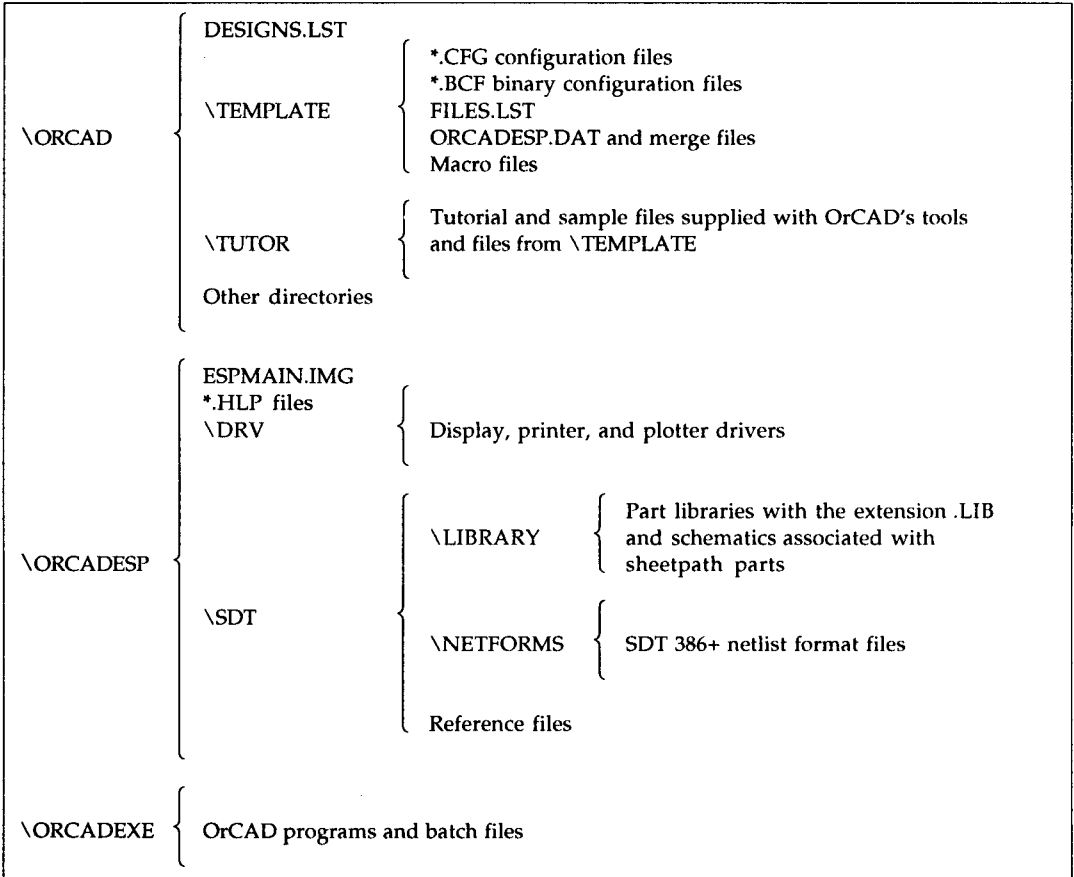 \ORCAD
DESIGNS.LST
\TEMPLATE
*.CFG configuration files
*.BCF binary configuration files
FILES.LST
ORCADESP.DAT and merge files
Macro files
\TUTOR
Tutorial and sample files supplied with OrCAD's tools
and files from \TEMPLATE
Other directories
\ORCADESP
ESPMAIN.IMG
*.HLP files
\DRV
Display, printer, and plotter drivers
\SDT
\LIBRARY
Part libraries with the extension .LIB
and schematics associated with
sheetpath parts
\NETFORMS
SDT 386+ netlist format files
Reference files
\ORCADEXE
OrCAD programs and batch files